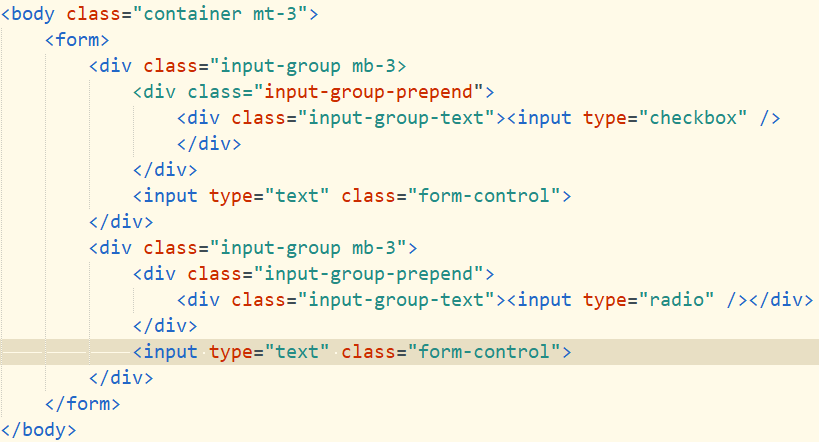 <body class="container mt-3">
    <form>
        <div class="input-group mb-3>
            <div class="input-group-prepend">
                <div class="input-group-text"><input type="checkbox" />
                </div>
            </div>
            <input type="text" class="form-control">
        </div>
        <div class="input-group mb-3">
            <div class="input-group-prepend">
                <div class="input-group-text"><input type="radio" /></div>
            </div>
            <input type="text" class="form-control">
        </div>
    </form>
</body>